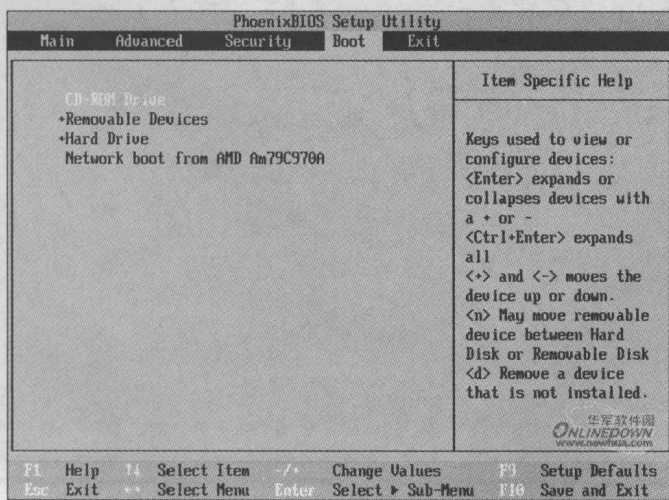 PhoenixBIOS Setup Utility
Main Advanced Security Boot Exit
CD-ROM Drive
+Removable Devices
+Hard Drive
Network boot from AMD Am79C970A
Item Specific Help
Keys used to view or
configure devices:
<Enter> expands or
collapses devices with
a + or -
<Ctrl+Enter> expands
all
<+> and <-> moves the
device up or down.
<n> May move removable
device between Hard
Disk or Removable Disk
<d> Remove a device
that is not installed.
华军软件园
ONLINEDOWN
www.newhua.com
F1 Help ↑↓ Select Item -/+ Change Values F9 Setup Defaults
Esc Exit ↔ Select Menu Enter Select ▶ Sub-Menu F10 Save and Exit